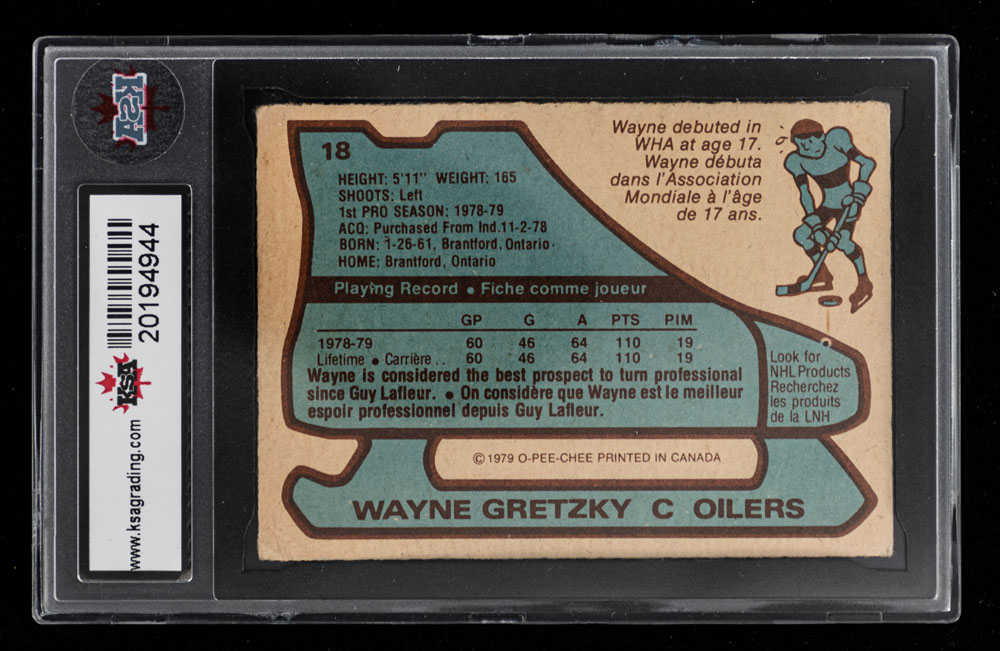 KSA
20194944
KSA
www.ksagrading.com
18
HEIGHT: 5'11" WEIGHT: 165
SHOOTS: Left
1st PRO SEASON: 1978-79
ACQ: Purchased From Ind.11-2-78
BORN: 1-26-61, Brantford, Ontario
HOME: Brantford, Ontario
Wayne debuted in
WHA at age 17.
Wayne débuta
dans l'Association
Mondiale à l'âge
de 17 ans.
Playing Record • Fiche comme joueur
GP G A PTS PIM
1978-79 60 46 64 110 19
Lifetime • Carrière . . 60 46 64 110 19
Wayne is considered the best prospect to turn professional
since Guy Lafleur. • On considère que Wayne est le meilleur
espoir professionnel depuis Guy Lafleur.
Look for
NHL Products
Recherchez
les produits
de la LNH
© 1979 O-PEE-CHEE PRINTED IN CANADA
WAYNE GRETZKY C OILERS